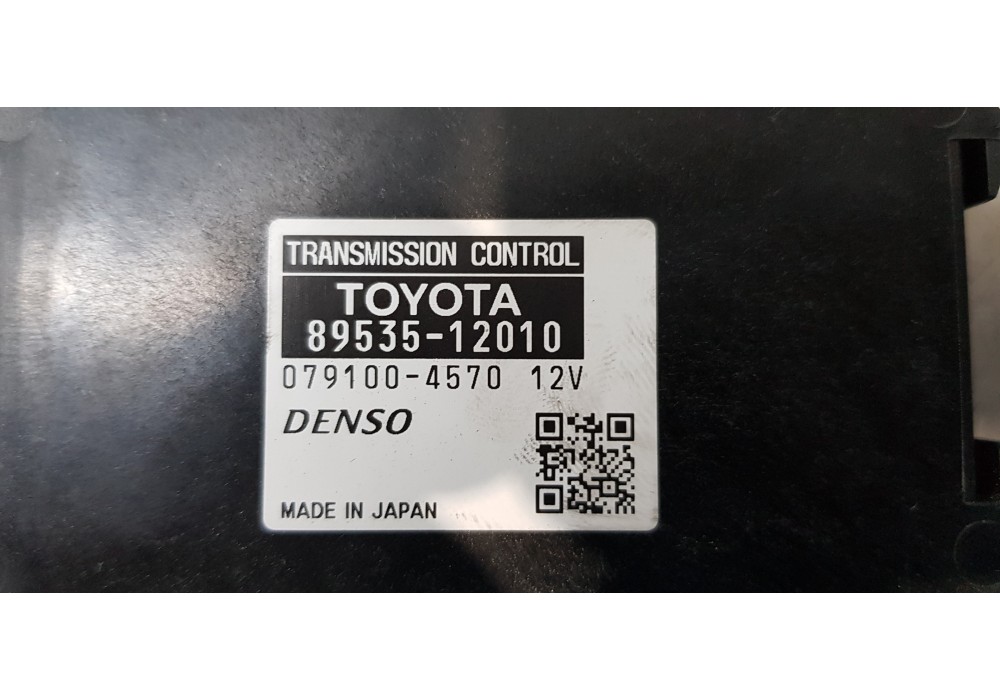 TRANSMISSION CONTROL
TOYOTA
89535-12010
079100-4570 12V
DENSO
MADE IN JAPAN